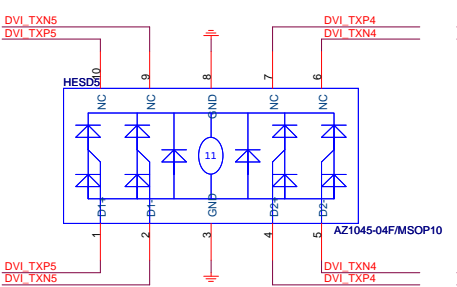 DVI_TXN5 DVI_TXP4
DVI_TXP5 DVI_TXN4
10 9 8 7 6
HESD5
NC NC GND NC NC
11
D1+ D1- GND D2+ D2-
AZ1045-04F/MSOP10
1 2 3 4 5
DVI_TXP5 DVI_TXN4
DVI_TXN5 DVI_TXP4